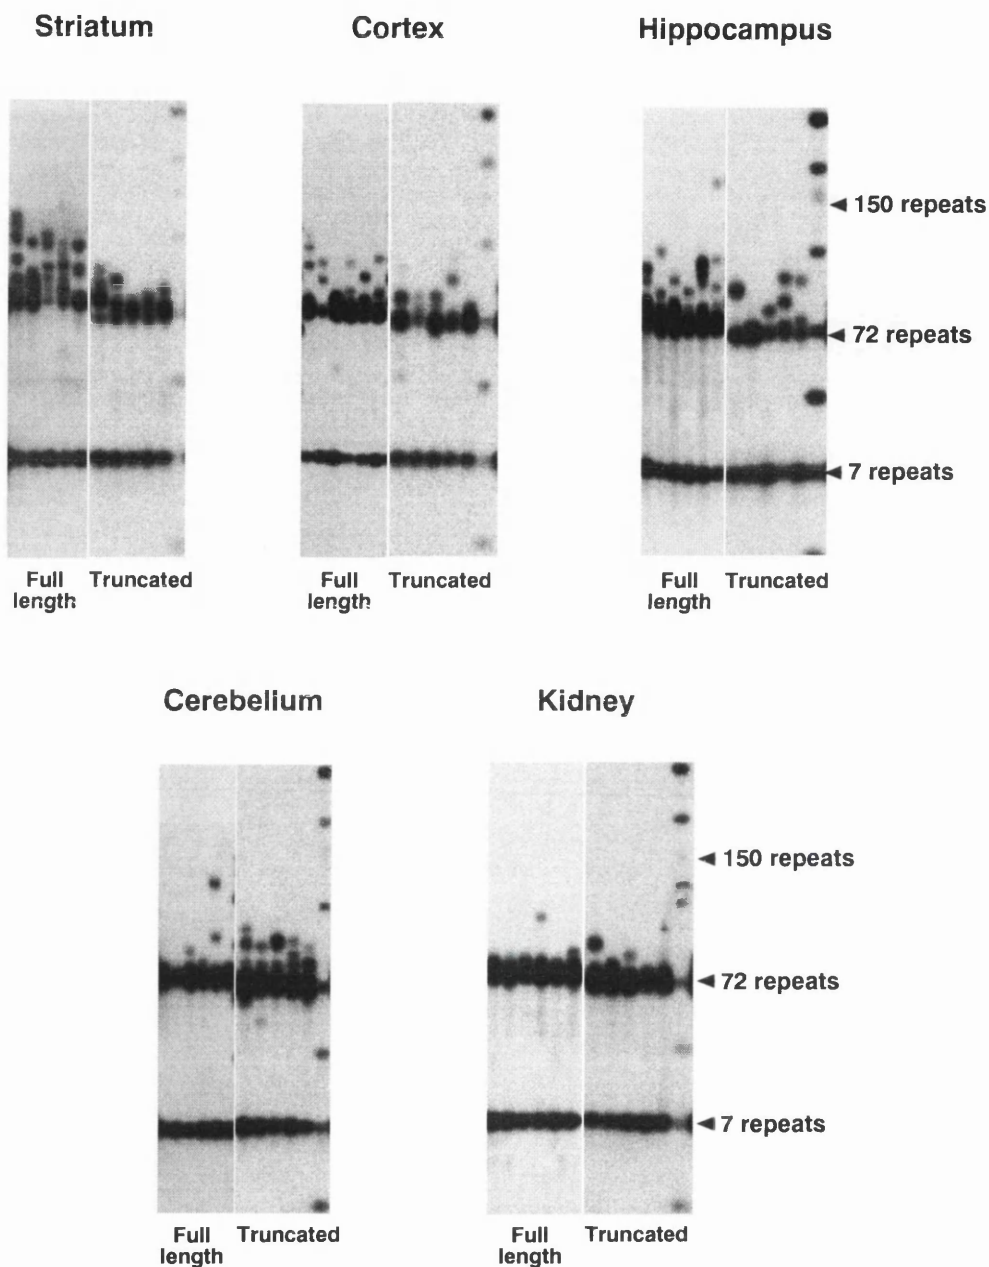 Striatum
Cortex
Hippocampus
150 repeats
72 repeats
7 repeats
Full
length
Truncated
Full
length
Truncated
Full
length
Truncated
Cerebelium
Kidney
150 repeats
72 repeats
7 repeats
Full
length
Truncated
Full
length
Truncated